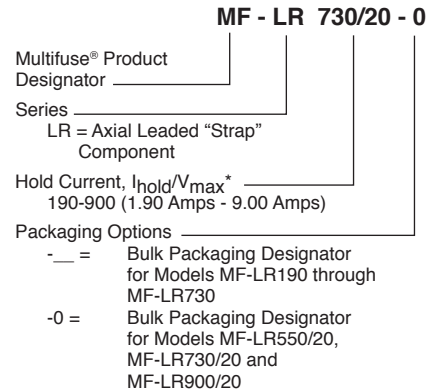 MF - LR 730/20 - 0
Multifuse® Product
Designator
Series
LR = Axial Leaded “Strap”
Component
Hold Current, Ihold/Vmax*
190-900 (1.90 Amps - 9.00 Amps)
Packaging Options
-__ = Bulk Packaging Designator
for Models MF-LR190 through
MF-LR730
-0 = Bulk Packaging Designator
for Models MF-LR550/20,
MF-LR730/20 and
MF-LR900/20